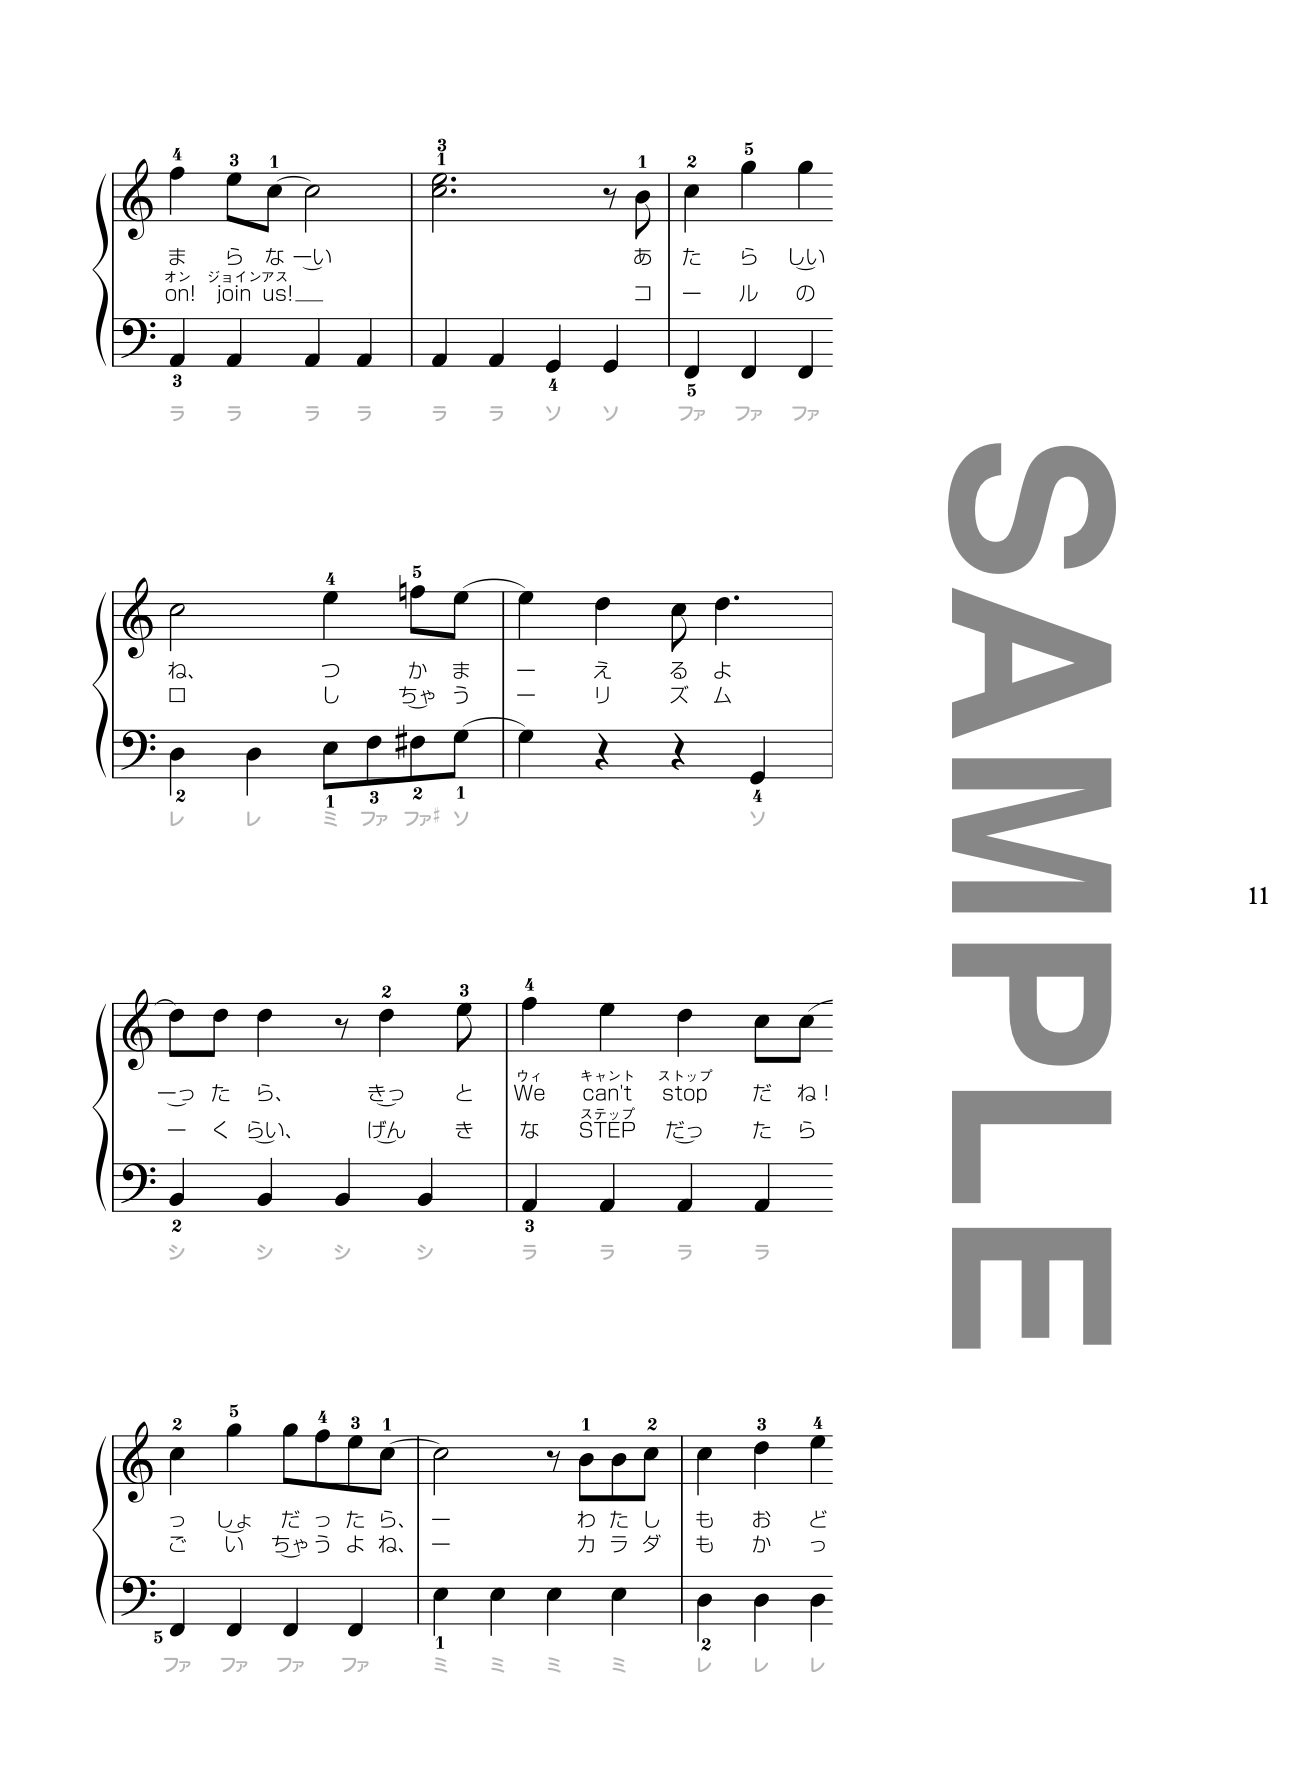 4 3 1 3 1 1 2 5
ま ら な ーい あ た ら しい
オン ジョインアス
on! join us! コ ー ル の
3 4 5
ラ ラ ラ ラ ラ ラ ソ ソ ファ ファ ファ
4 5
ね、 つ か ま ー え る よ
ロ し ちゃ う ー リ ズ ム
2 1 3 2 1 4
レ レ ミ ファ ファ♯ ソ ソ
2 3 4
ーっ た ら、 きっ と
ウィ キャント ストップ
We can't stop だ ね!
ステップ
ー く らい、 げん き な STEP だっ た ら
2 3
シ シ シ シ ラ ラ ラ ラ
2 5 4 3 1 1 2 3 4
っ しょ だ っ た ら、 ー わ た し も お ど
ご い ちゃ う よ ね、 ー カ ラ ダ も か っ
5 1 2
ファ ファ ファ ファ ミ ミ ミ ミ レ レ レ
SAMPLE
11